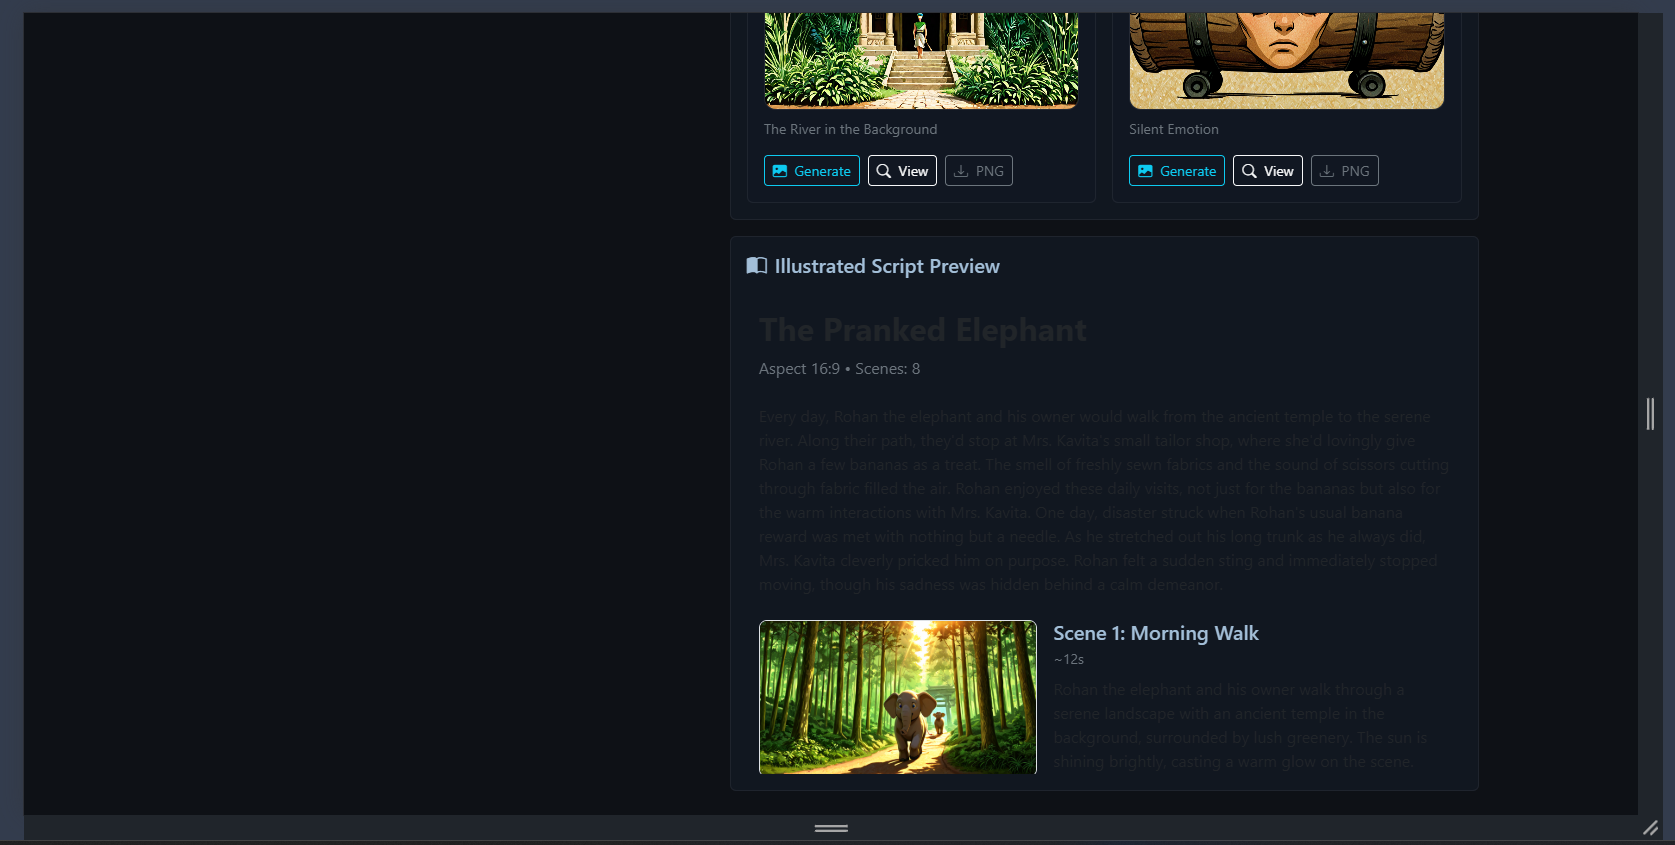 The River in the Background
Silent Emotion
Generate View PNG
Generate View PNG
Illustrated Script Preview
The Pranked Elephant
Aspect 16:9 • Scenes: 8
Every day, Rohan the elephant and his owner would walk from the ancient temple to the serene
river. Along their path, they'd stop at Mrs. Kavita's small tailor shop, where she'd lovingly give
Rohan a few bananas as a treat. The smell of freshly sewn fabrics and the sound of scissors cutting
through fabric filled the air. Rohan enjoyed these daily visits, not just for the bananas but also for
the warm interactions with Mrs. Kavita. One day, disaster struck when Rohan's usual banana
reward was met with nothing but a needle. As he stretched out his long trunk as he always did,
Mrs. Kavita cleverly pricked him on purpose. Rohan felt a sudden sting and immediately stopped
moving, though his sadness was hidden behind a calm demeanor.
Scene 1: Morning Walk
~12s
Rohan the elephant and his owner walk through a
serene landscape with an ancient temple in the
background, surrounded by lush greenery. The sun is
shining brightly, casting a warm glow on the scene.